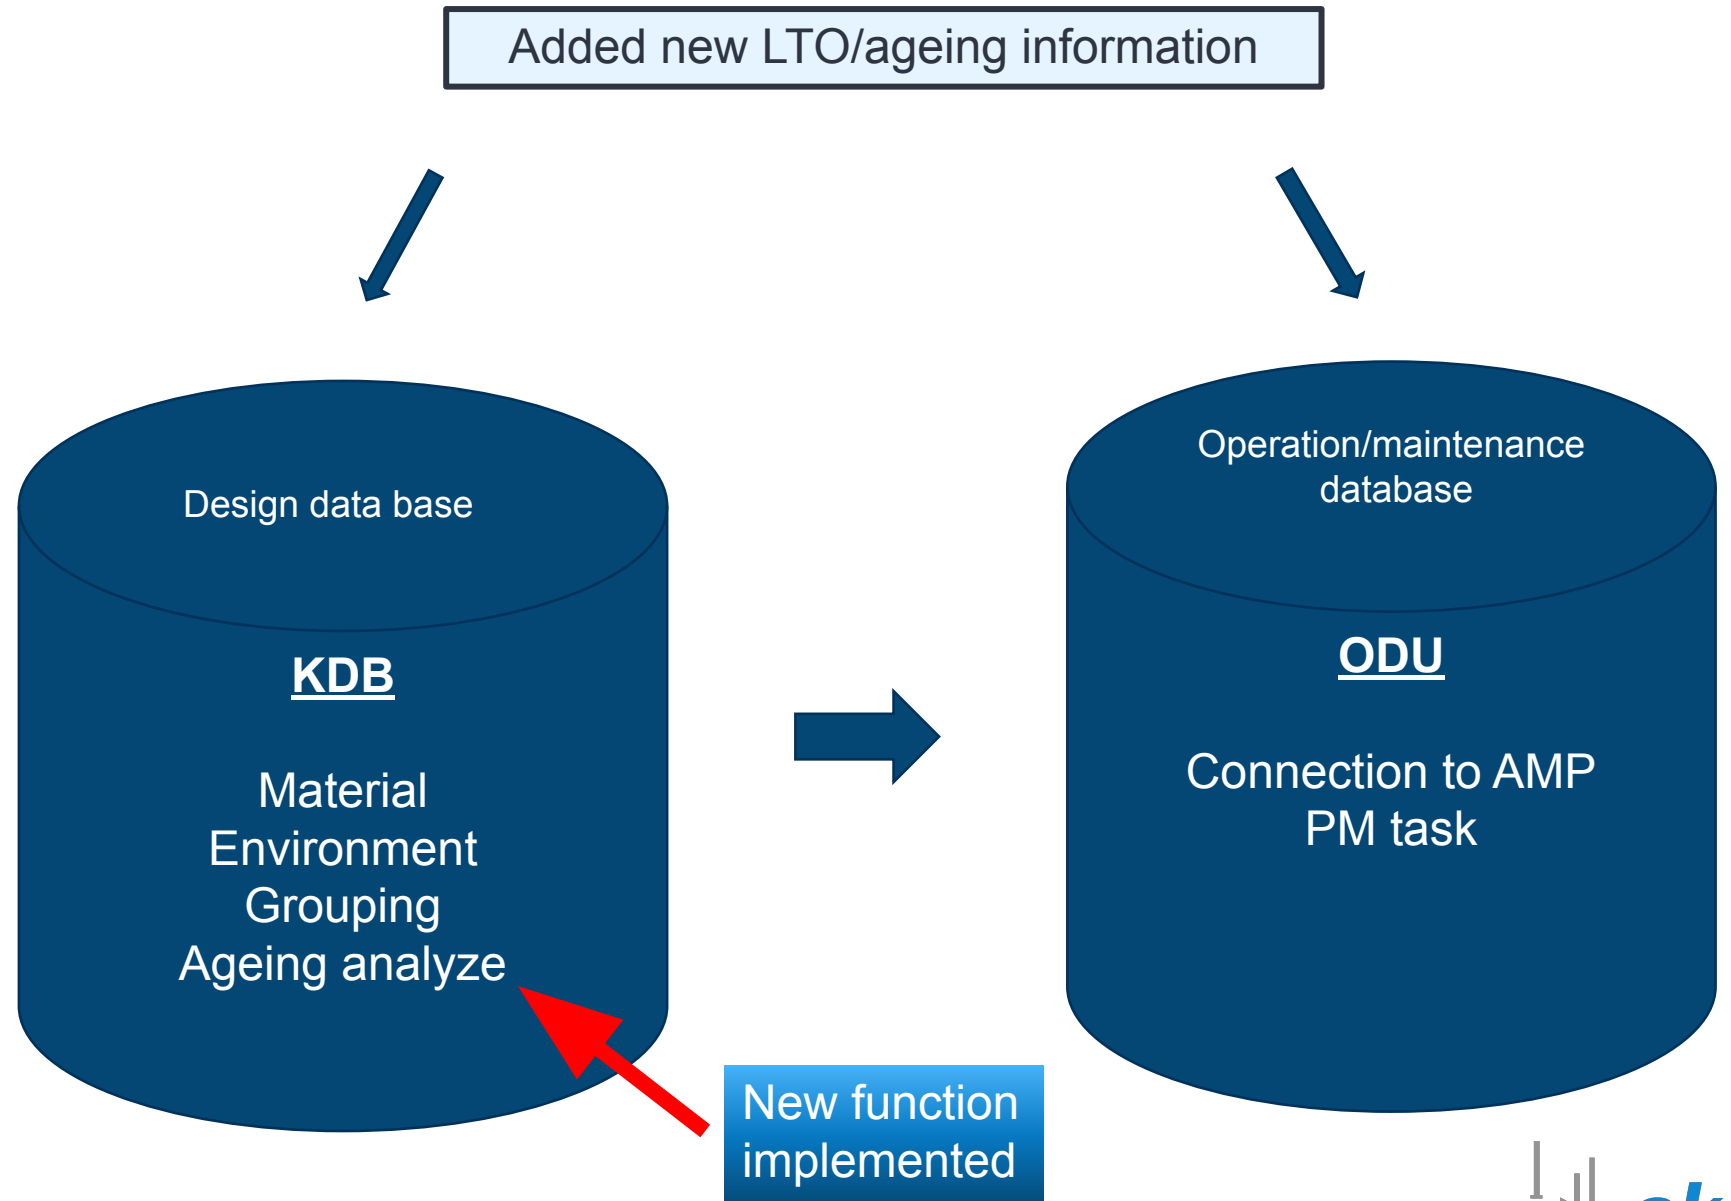 Added new LTO/ageing information
Design data base
KDB
Material
Environment
Grouping
Ageing analyze
Operation/maintenance
database
ODU
Connection to AMP
PM task
New function
implemented